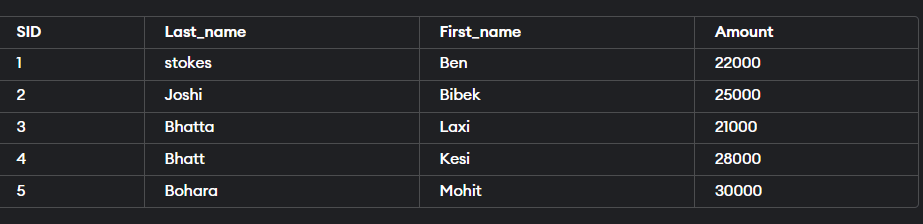 SID Last_name First_name Amount
1 stokes Ben 22000
2 Joshi Bibek 25000
3 Bhatta Laxi 21000
4 Bhatt Kesi 28000
5 Bohara Mohit 30000